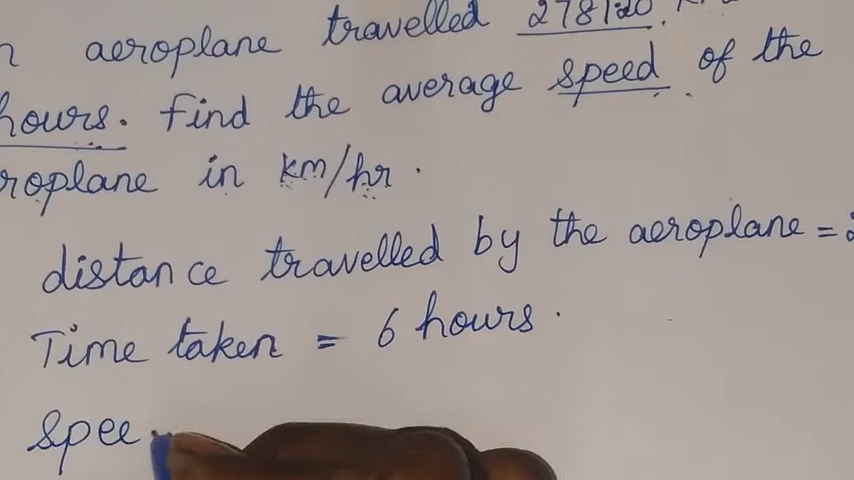 n aeroplane travelled
hours. find the average speed of the
roplane in km/hr.
distance travelled by the aeroplane =
Time taken = 6 hours.
spee